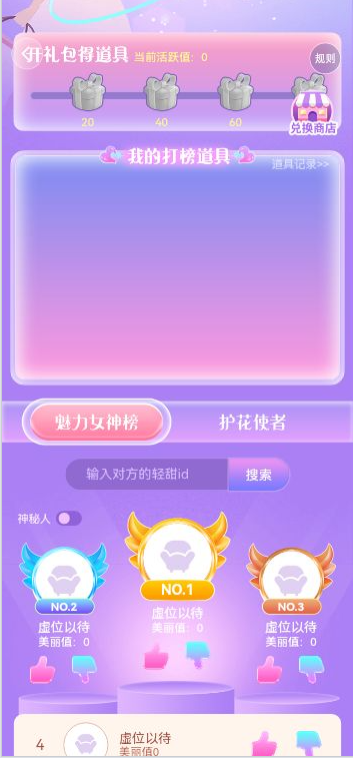 开礼包得道具 当前活跃值：0
规则
20 40 60
兑换商店
我的打榜道具
道具记录>>
魅力女神榜 护花使者
输入对方的轻甜id 搜索
神秘人
NO.1
虚位以待
美丽值：0
NO.2
虚位以待
美丽值：0
NO.3
虚位以待
美丽值：0
4 虚位以待
美丽值0